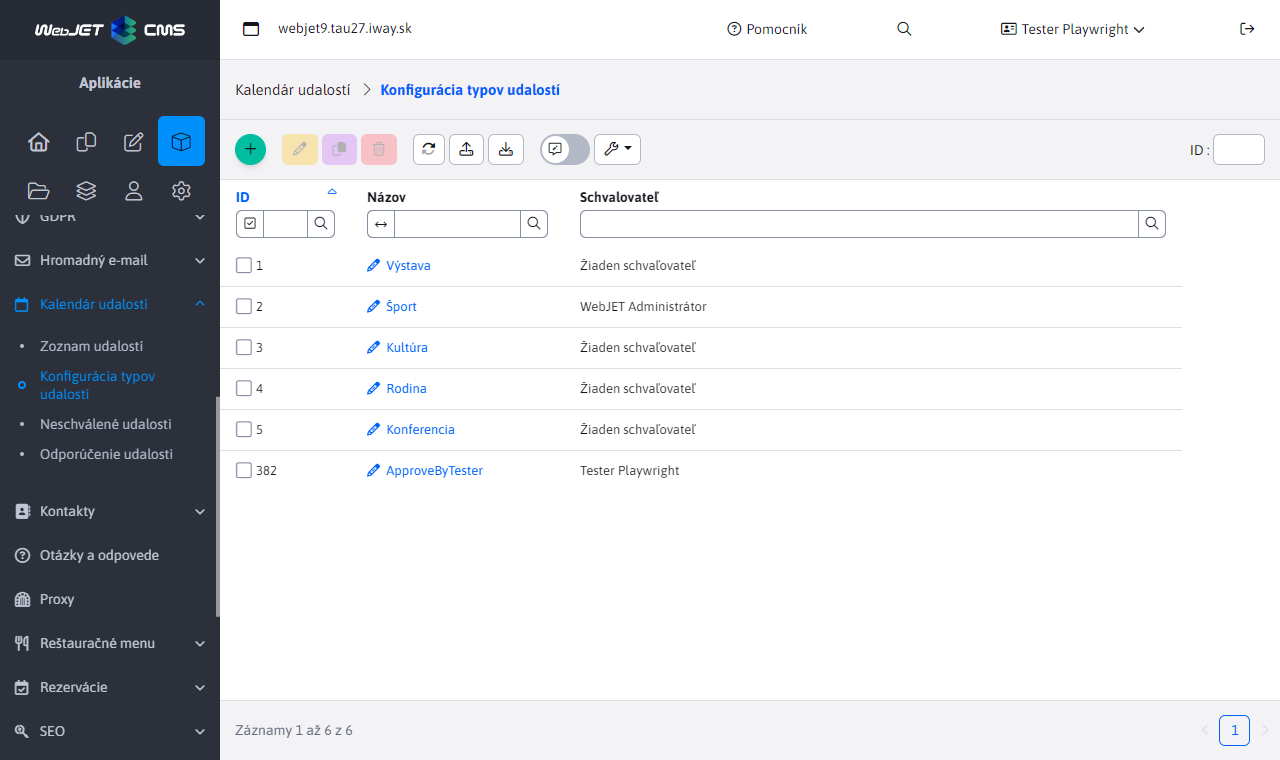 WebJET CMS
webjet9.tau27.iway.sk
Pomocník
Tester Playwright
Aplikácie
Kalendár udalostí
Konfigurácia typov udalostí
ID :
GDPR
Hromadný e-mail
Kalendár udalostí
Zoznam udalostí
Konfigurácia typov
udalostí
Neschválené udalosti
Odporúčenie udalosti
Kontakty
Otázky a odpovede
Proxy
Reštauračné menu
Rezervácie
SEO
ID Názov Schvalovateľ
1 Výstava Žiaden schvaľovateľ
2 Šport WebJET Administrátor
3 Kultúra Žiaden schvaľovateľ
4 Rodina Žiaden schvaľovateľ
5 Konferencia Žiaden schvaľovateľ
382 ApproveByTester Tester Playwright
Záznamy 1 až 6 z 6
1